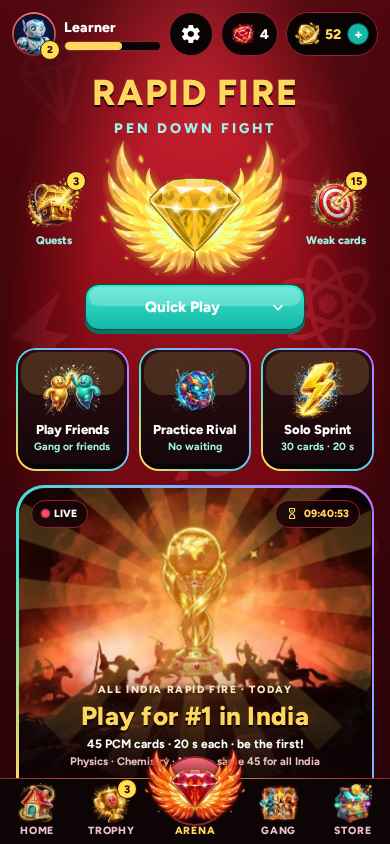 Learner
2
4
52
+
RAPID FIRE
PEN DOWN FIGHT
3
Quests
15
Weak cards
Quick Play
Play Friends
Gang or friends
Practice Rival
No waiting
Solo Sprint
30 cards · 20 s
LIVE
09:40:53
ALL INDIA RAPID FIRE · TODAY
Play for #1 in India
45 PCM cards · 20 s each · be the first!
Physics · 45 for all India
3
HOME
TROPHY
ARENA
GANG
STORE